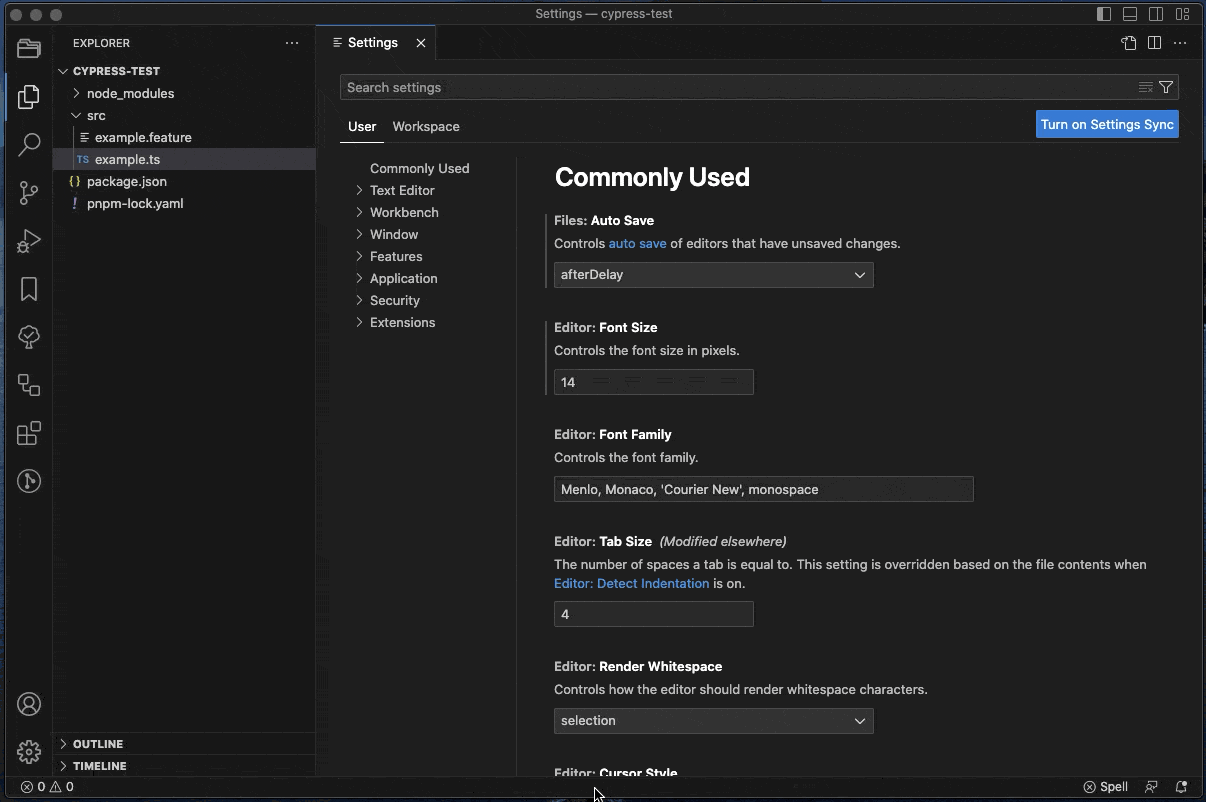 Settings — cypress-test
EXPLORER
CYPRESS-TEST
node_modules
src
example.feature
TS example.ts
{} package.json
! pnpm-lock.yaml
OUTLINE
TIMELINE
Settings
Search settings
User Workspace
Turn on Settings Sync
Commonly Used
Text Editor
Workbench
Window
Features
Application
Security
Extensions
Commonly Used
Files: Auto Save
Controls auto save of editors that have unsaved changes.
afterDelay
Editor: Font Size
Controls the font size in pixels.
14
Editor: Font Family
Controls the font family.
Menlo, Monaco, 'Courier New', monospace
Editor: Tab Size (Modified elsewhere)
The number of spaces a tab is equal to. This setting is overridden based on the file contents when
Editor: Detect Indentation is on.
4
Editor: Render Whitespace
Controls how the editor should render whitespace characters.
selection
Editor: Cursor Style
0 0
Spell